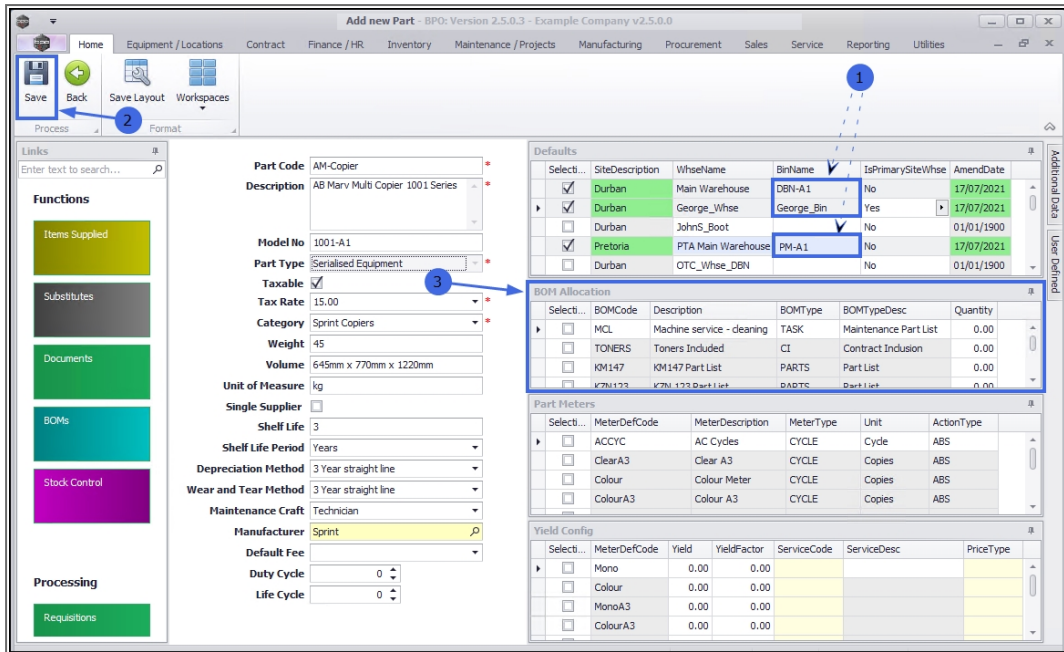 Add new Part - BPO: Version 2.5.0.3 - Example Company v2.5.0.0
Home Equipment / Locations Contract Finance / HR Inventory Maintenance / Projects Manufacturing Procurement Sales Service Reporting Utilities
Save Back Save Layout Workspaces
Process Format
1
2
3
Links
Enter text to search...
Functions
Items Supplied
Substitutes
Documents
BOMs
Stock Control
Processing
Requisitions
Part Code AM-Copier *
Description AB Marv Multi Copier 1001 Series *
Model No 1001-A1
Part Type Serialised Equipment *
Taxable
Tax Rate 15.00 *
Category Sprint Copiers *
Weight 45
Volume 645mm x 770mm x 1220mm
Unit of Measure kg
Single Supplier
Shelf Life 3
Shelf Life Period Years
Depreciation Method 3 Year straight line
Wear and Tear Method 3 Year straight line
Maintenance Craft Technician
Manufacturer Sprint
Default Fee
Duty Cycle 0
Life Cycle 0
Defaults
Selecti... SiteDescription WhseName BinName IsPrimarySiteWhse AmendDate
Durban Main Warehouse DBN-A1 No 17/07/2021
Durban George_Whse George_Bin Yes 17/07/2021
Durban JohnS_Boot No 01/01/1900
Pretoria PTA Main Warehouse PM-A1 No 17/07/2021
Durban OTC_Whse_DBN No 01/01/1900
BOM Allocation
Selecti... BOMCode Description BOMType BOMTypeDesc Quantity
MCL Machine service - cleaning TASK Maintenance Part List 0.00
TONERS Toners Included CI Contract Inclusion 0.00
KM147 KM147 Part List PARTS Part List 0.00
KZN123 KZN 123 Part List PARTS Part List 0.00
Part Meters
Selecti... MeterDefCode MeterDescription MeterType Unit ActionType
ACCYC AC Cycles CYCLE Cycle ABS
ClearA3 Clear A3 CYCLE Copies ABS
Colour Colour Meter CYCLE Copies ABS
ColourA3 Colour A3 CYCLE Copies ABS
Yield Config
Selecti... MeterDefCode Yield YieldFactor ServiceCode ServiceDesc PriceType
Mono 0.00 0.00
Colour 0.00 0.00
MonoA3 0.00 0.00
ColourA3 0.00 0.00
Additional Data
User Defined